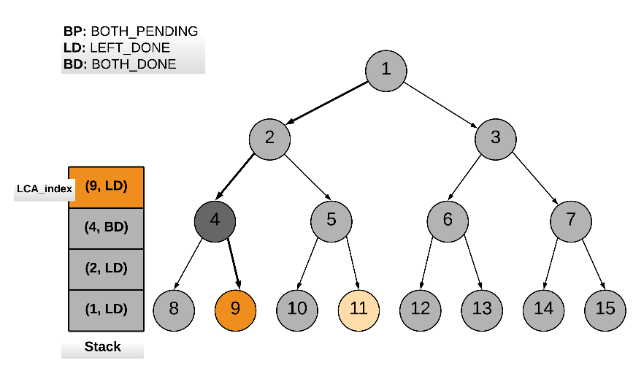 BP: BOTH_PENDING
LD: LEFT_DONE
BD: BOTH_DONE
1
2
3
LCA_index
(9, LD)
(4, BD)
4
5
6
7
(2, LD)
(1, LD)
8
9
10
11
12
13
14
15
Stack